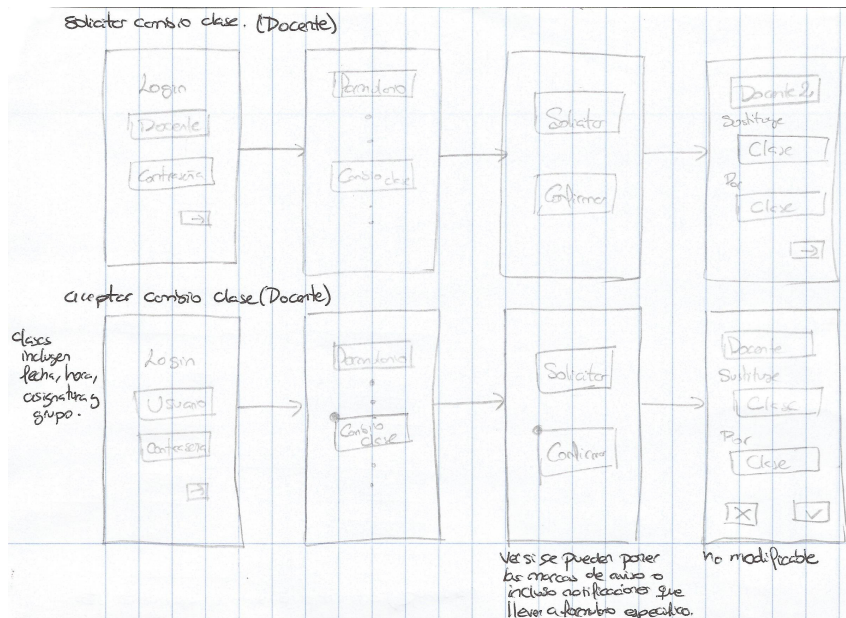 Solicitar cambio clase. (Docente)
Login
Docente
Contraseña
→
Dormitorio
Cambio clase
Solicitar
Confirmar
Docente 2
Sustituye
Clase
Por
Clase
→
aceptar cambio clase (Docente)
clases
incluyen
fecha, hora,
asignatura y
grupo.
Login
Usuario
Contraseña
→
Dormitorio
Cambio
clase
Solicitar
Confirmar
Docente
Sustituye
Clase
Por
Clase
Ver si se pueden poner
las marcas de aviso o
incluso notificaciones que
lleven a formulario específico.
no modificable